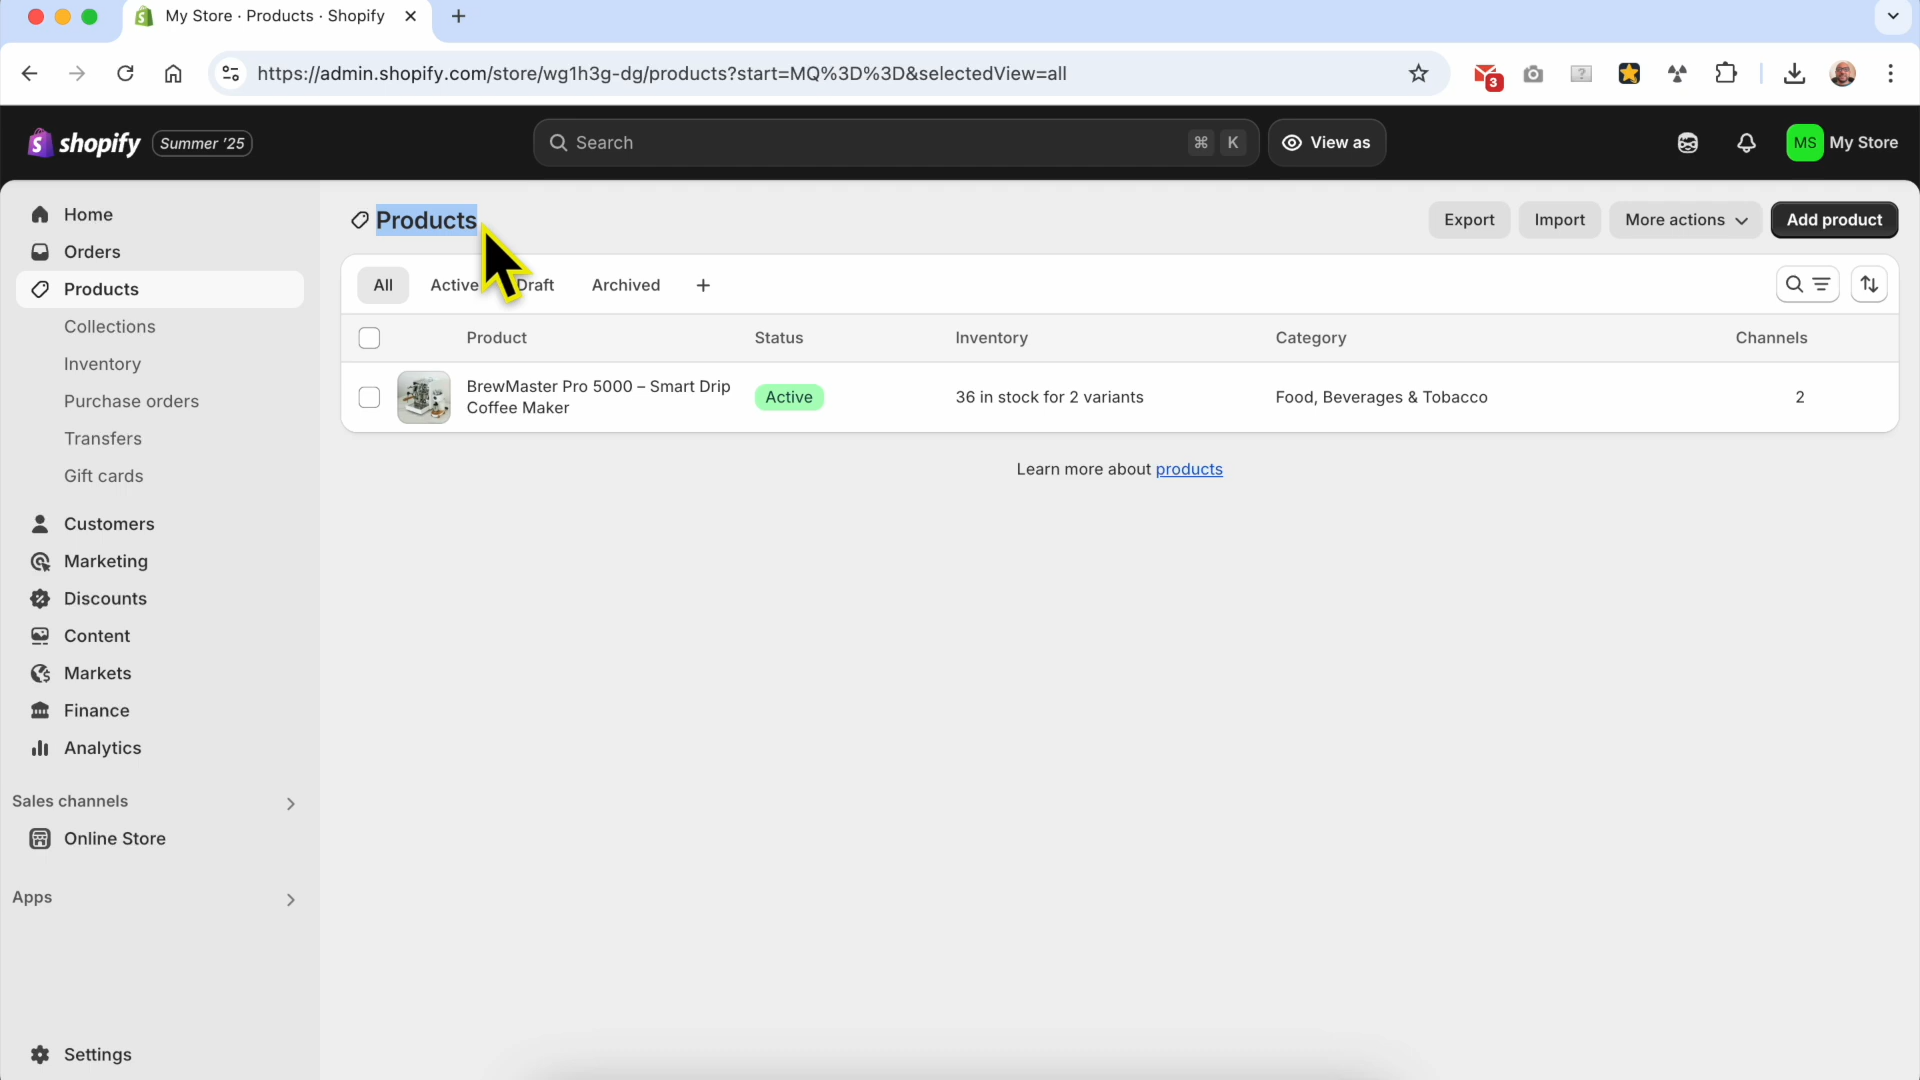 My Store · Products · Shopify
https://admin.shopify.com/store/wg1h3g-dg/products?start=MQ%3D%3D&selectedView=all
3
shopify
Summer '25
Search
⌘ K
View as
MS
My Store
Home
Orders
Products
Collections
Inventory
Purchase orders
Transfers
Gift cards
Customers
Marketing
Discounts
Content
Markets
Finance
Analytics
Sales channels
Online Store
Apps
Settings
Products
Export
Import
More actions
Add product
All
Active
Draft
Archived
Product
Status
Inventory
Category
Channels
BrewMaster Pro 5000 – Smart Drip
Coffee Maker
Active
36 in stock for 2 variants
Food, Beverages & Tobacco
2
Learn more about products